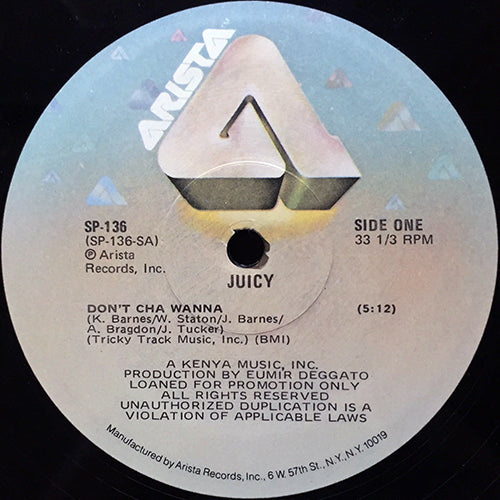 ARISTA™
SP-136
(SP-136-SA)
Ⓟ Arista
Records, Inc.
SIDE ONE
33 1/3 RPM
JUICY
DON'T CHA WANNA
(5:12)
(K. Barnes/W. Staton/J. Barnes/
A. Bragdon/J. Tucker)
(Tricky Track Music, Inc.) (BMI)
A KENYA MUSIC, INC.
PRODUCTION BY EUMIR DEGGATO
LOANED FOR PROMOTION ONLY
ALL RIGHTS RESERVED
UNAUTHORIZED DUPLICATION IS A
VIOLATION OF APPLICABLE LAWS
Manufactured by Arista Records, Inc., 6 W 57th St., N.Y., N.Y. 10019